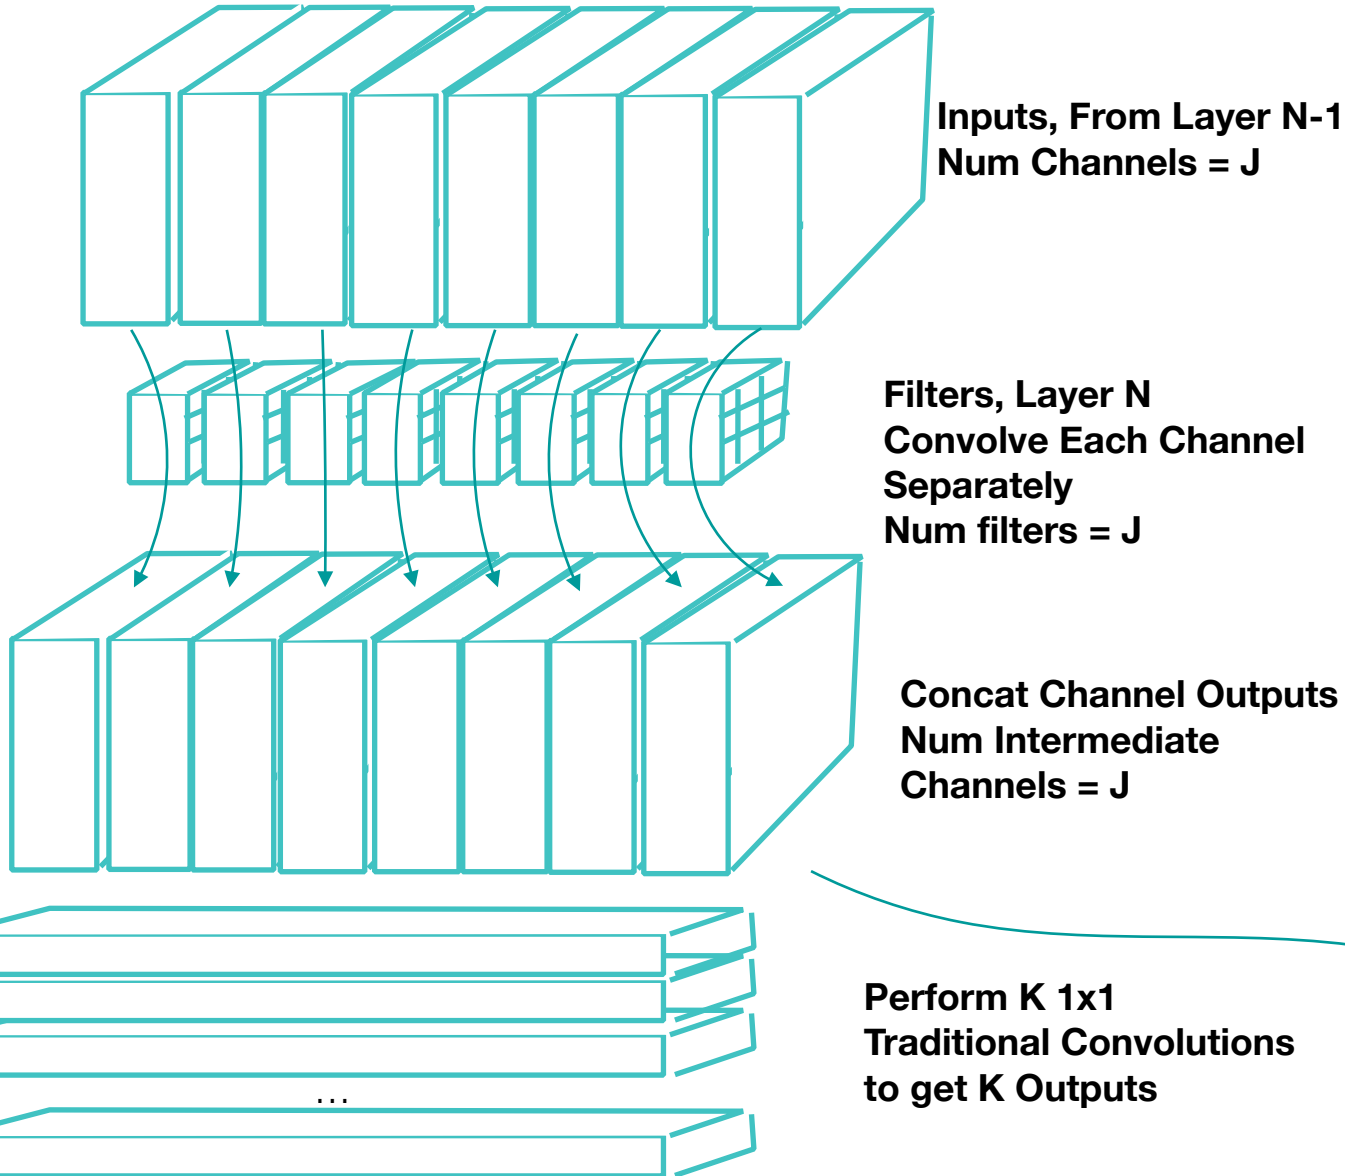 Inputs, From Layer N-1
Num Channels = J
Filters, Layer N
Convolve Each Channel
Separately
Num filters = J
Concat Channel Outputs
Num Intermediate
Channels = J
Perform K 1x1
Traditional Convolutions
to get K Outputs
...